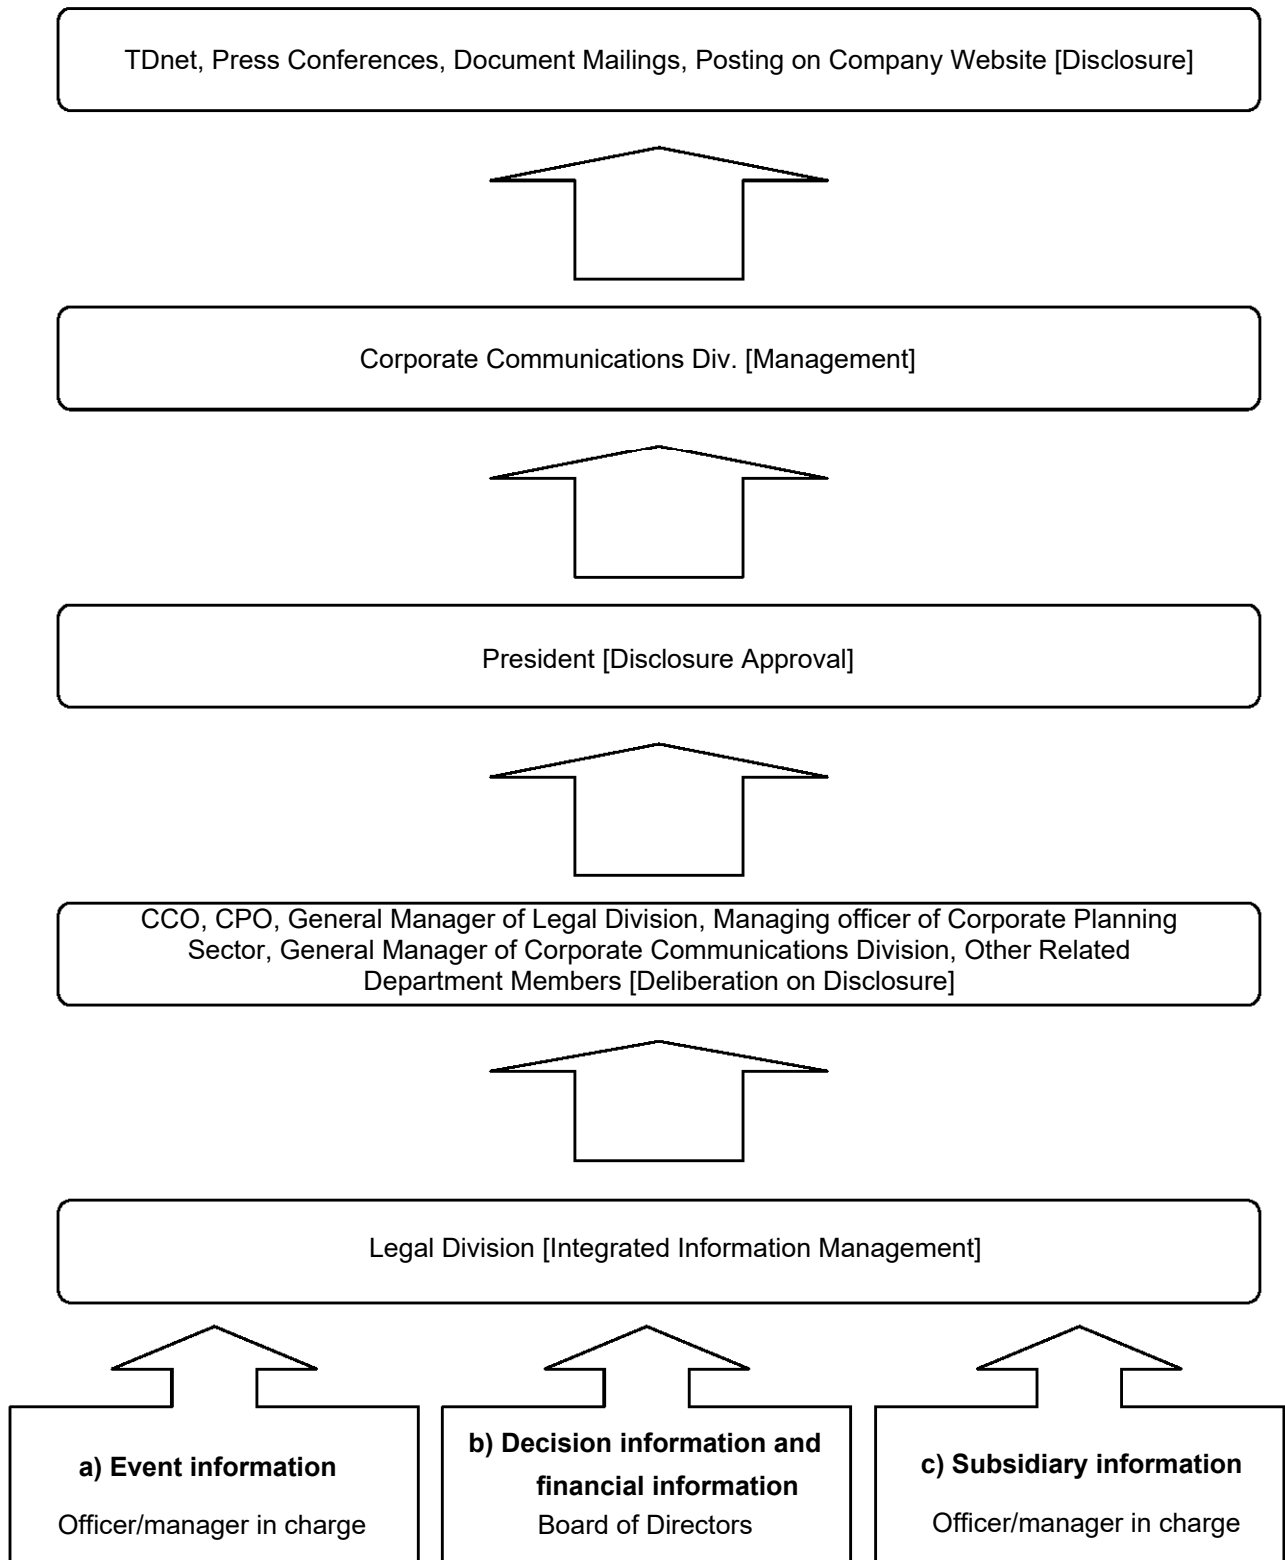 TDnet, Press Conferences, Document Mailings, Posting on Company Website [Disclosure]
Corporate Communications Div. [Management]
President [Disclosure Approval]
CCO, CPO, General Manager of Legal Division, Managing officer of Corporate Planning
Sector, General Manager of Corporate Communications Division, Other Related
Department Members [Deliberation on Disclosure]
Legal Division [Integrated Information Management]
a) Event information
Officer/manager in charge
b) Decision information and
financial information
Board of Directors
c) Subsidiary information
Officer/manager in charge